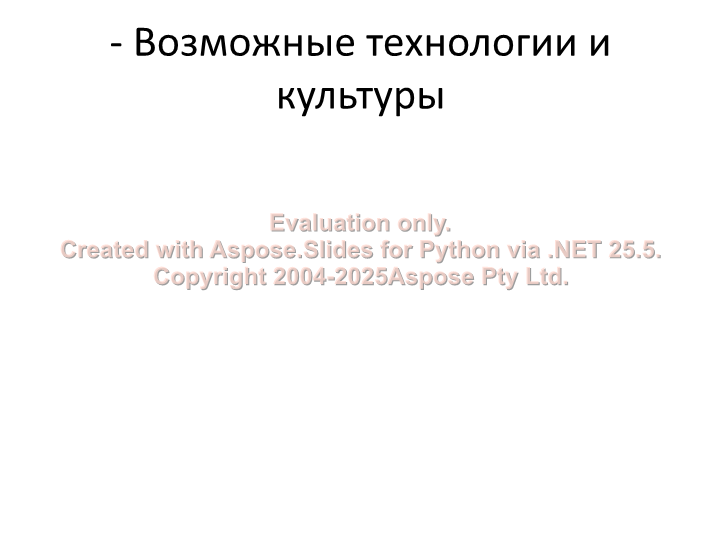 - Возможные технологии и
культуры
Evaluation only.
Created with Aspose.Slides for Python via .NET 25.5.
Copyright 2004-2025Aspose Pty Ltd.